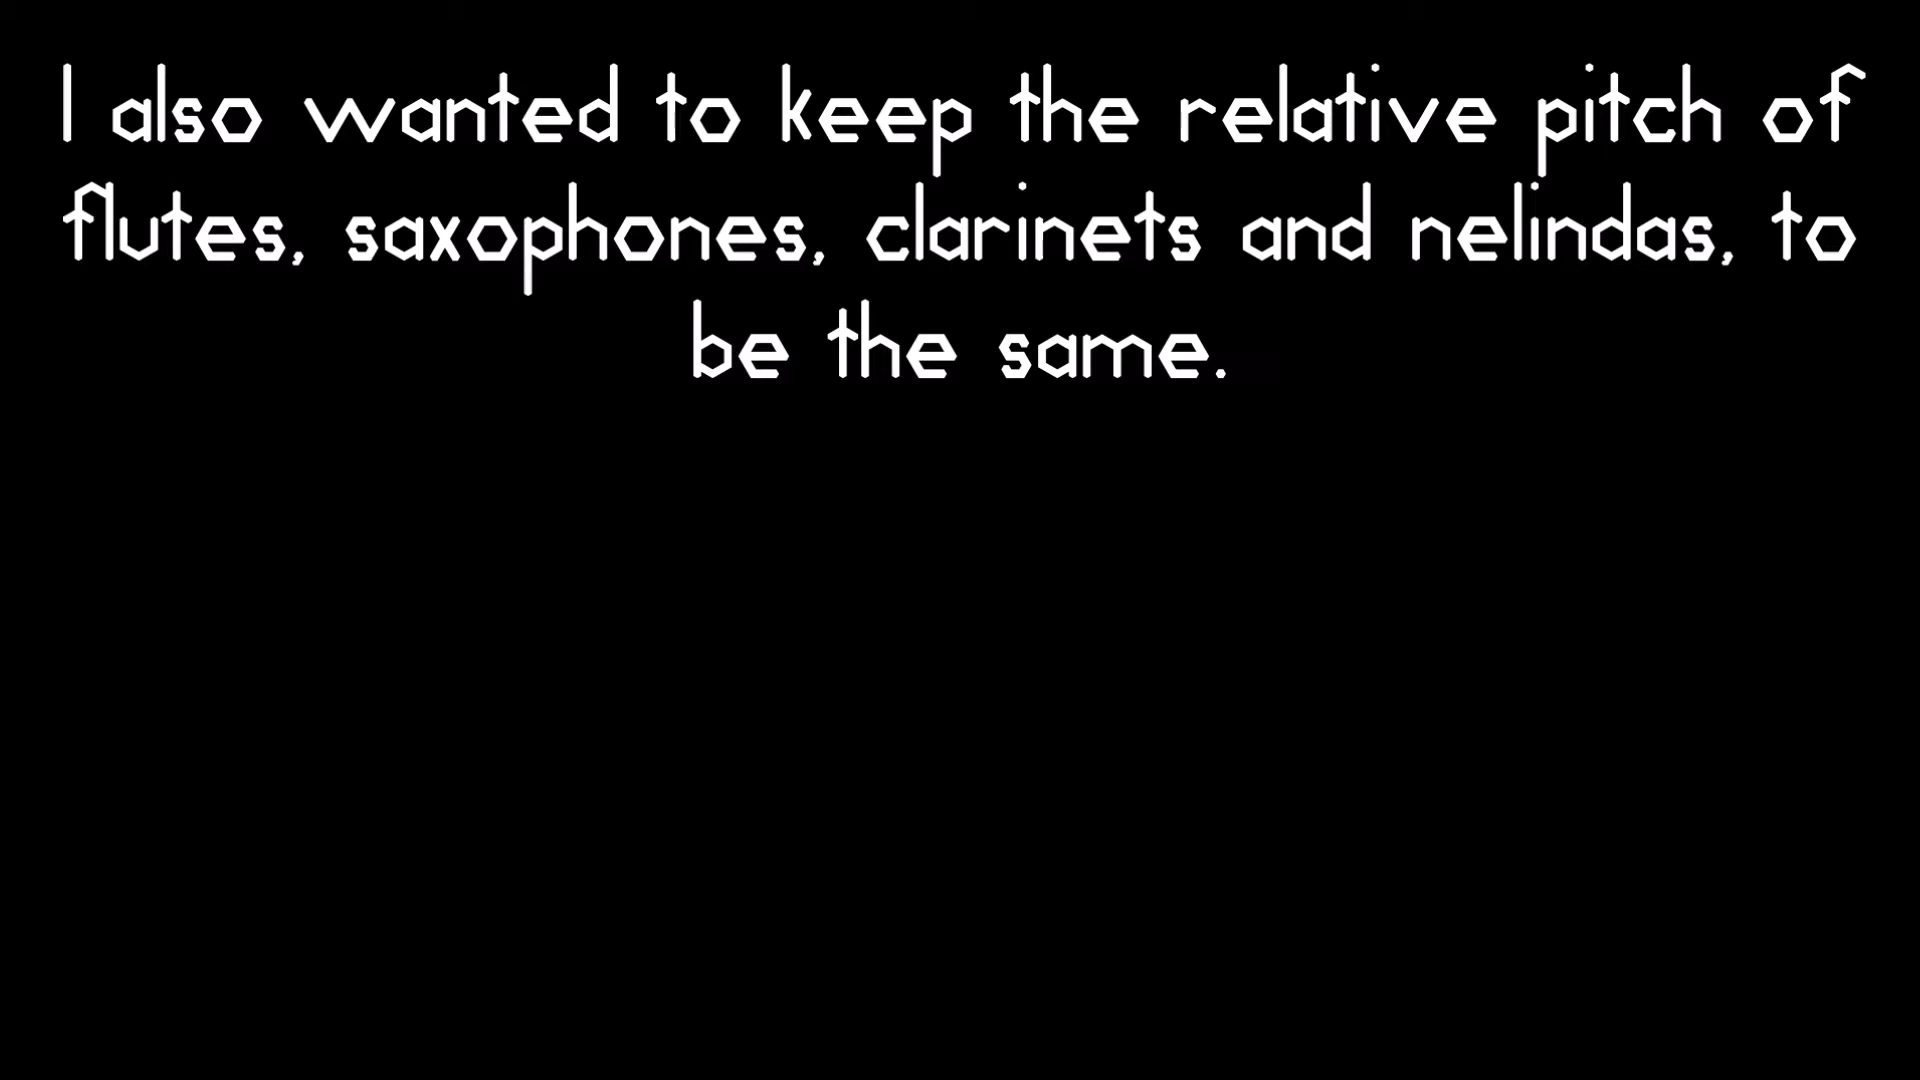 I also wanted to keep the relative pitch of
flutes, saxophones, clarinets and nelindas, to
be the same.